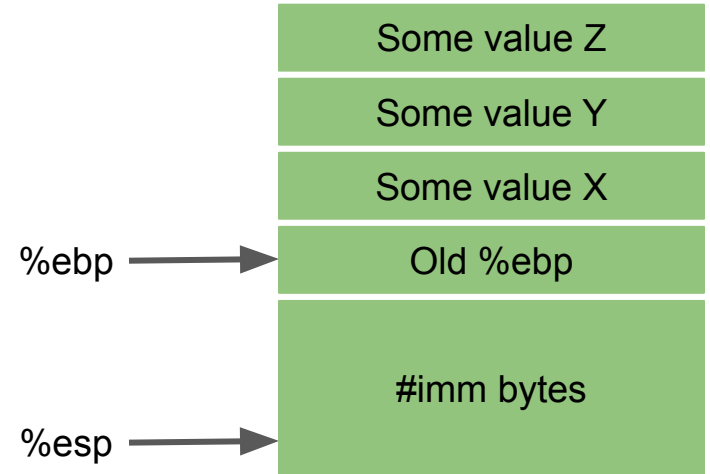 Some value Z
Some value Y
Some value X
%ebp
Old %ebp
#imm bytes
%esp